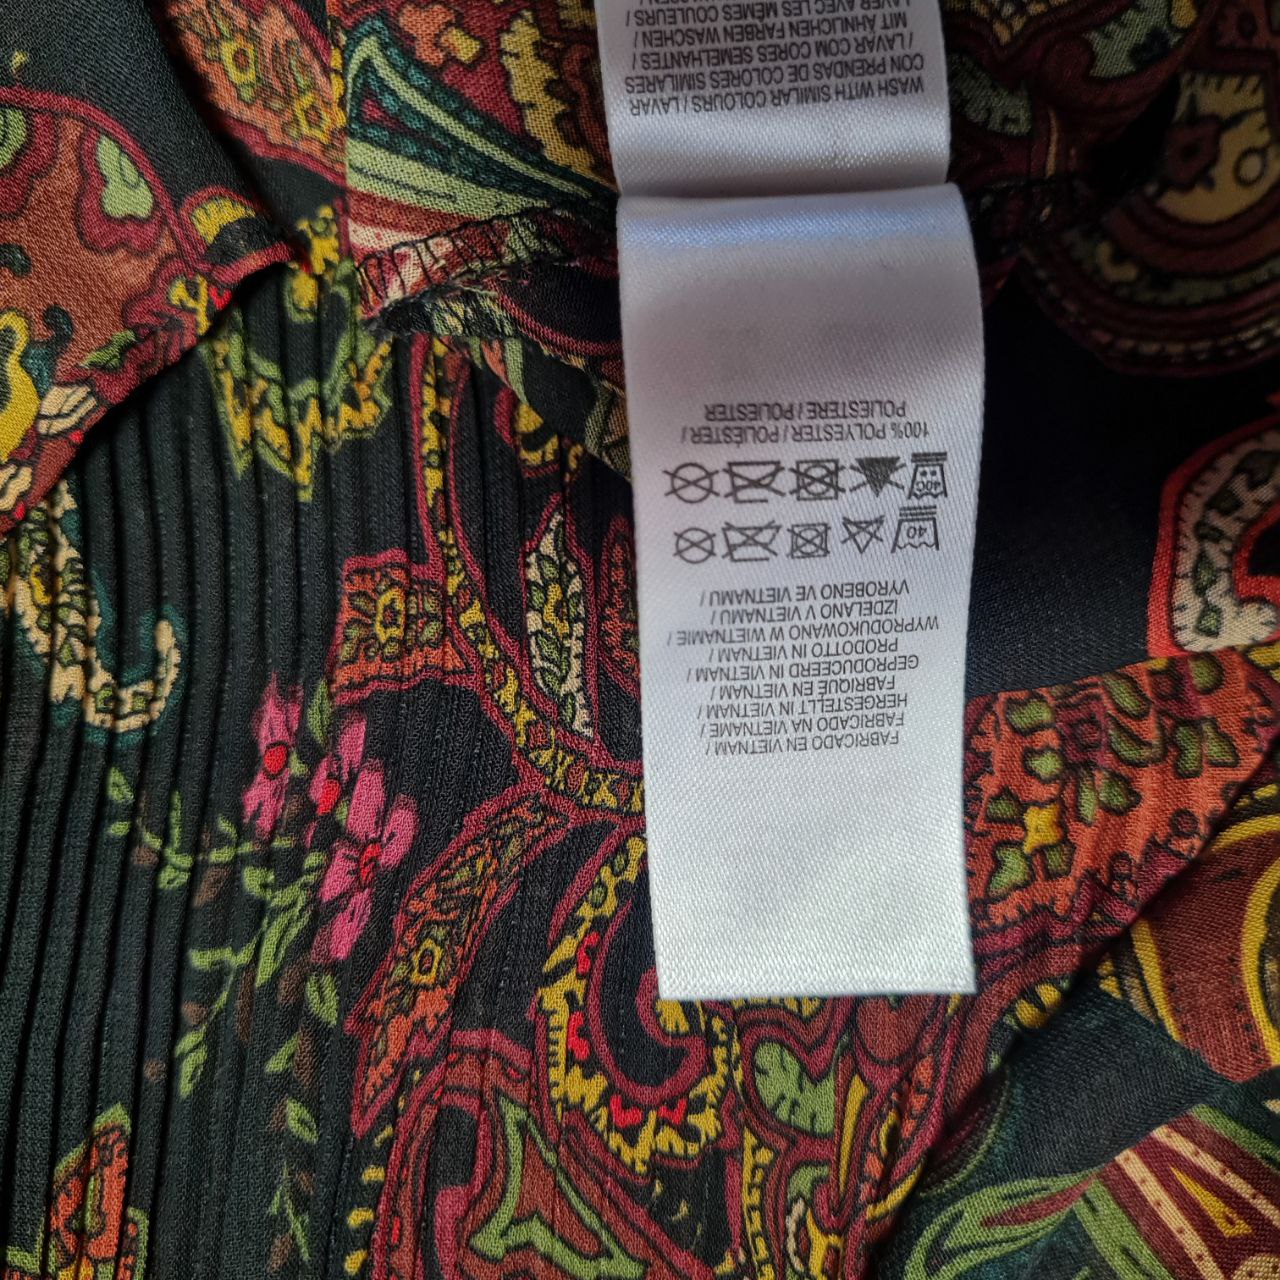 FABRICADO EN VIETNAM/
FABRICADO NA VIETNAME /
HERGESTELLT IN VIETNAM /
FABRIQUÉ EN VIETNAM /
GEPRODUCEERD IN VIETNAM /
PRODOTTO IN VIETNAM /
WYPRODUKOWANO W WIETNAMIE /
IZDELANO V VIETNAMU /
VYROBENO VE VIETNAMU /
40
40C
100% POLYESTER / POLIÉSTER /
POLIESTERE / POLIESTER
WASH WITH SIMILAR COLOURS / LAVAR
CON PRENDAS DE COLORES SIMILARES
/ LAVAR COM CORES SEMELHANTES /
MIT ÄHNLICHEN FARBEN WASCHEN /
LAVER AVEC LES MÊMES COULEURS /